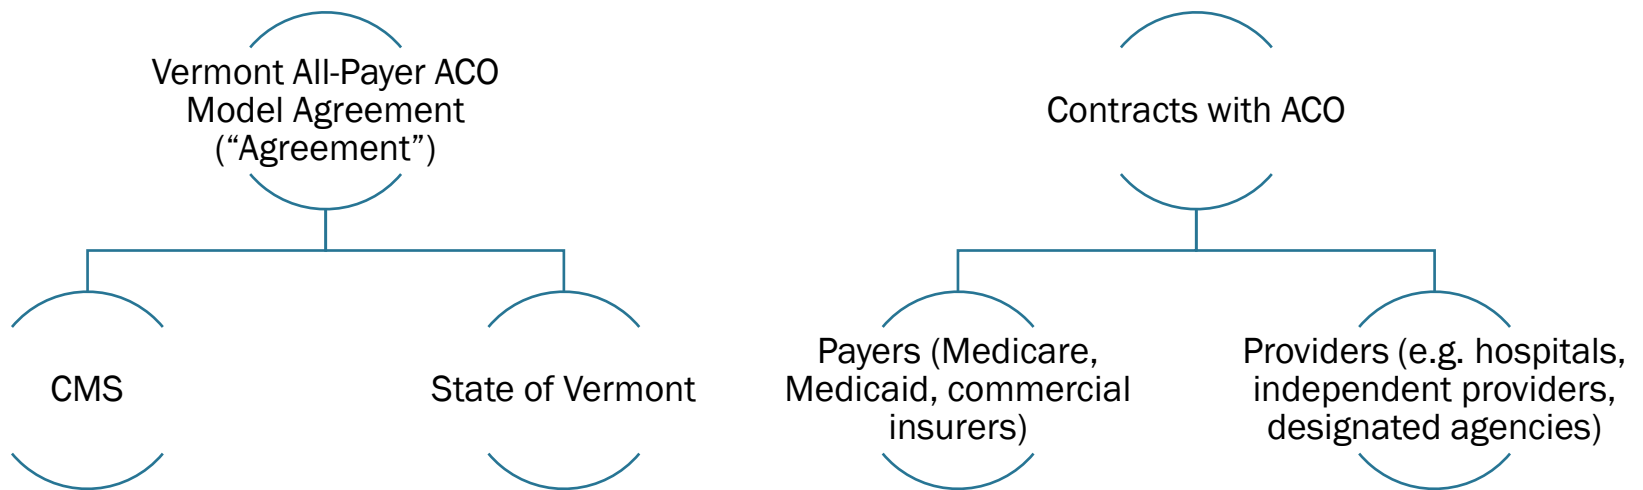 Vermont All-Payer ACO
Model Agreement
(“Agreement”)
Contracts with ACO
CMS
State of Vermont
Payers (Medicare,
Medicaid, commercial
insurers)
Providers (e.g. hospitals,
independent providers,
designated agencies)